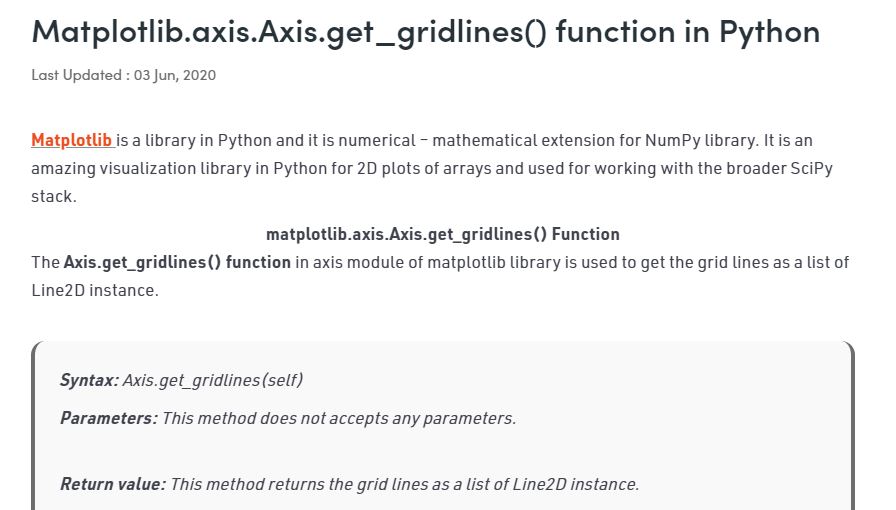 Matplotlib.axis.Axis.get_gridlines() function in Python
Last Updated : 03 Jun, 2020
Matplotlib is a library in Python and it is numerical – mathematical extension for NumPy library. It is an
amazing visualization library in Python for 2D plots of arrays and used for working with the broader SciPy
stack.
matplotlib.axis.Axis.get_gridlines() Function
The Axis.get_gridlines() function in axis module of matplotlib library is used to get the grid lines as a list of
Line2D instance.
Syntax: Axis.get_gridlines(self)
Parameters: This method does not accepts any parameters.
Return value: This method returns the grid lines as a list of Line2D instance.